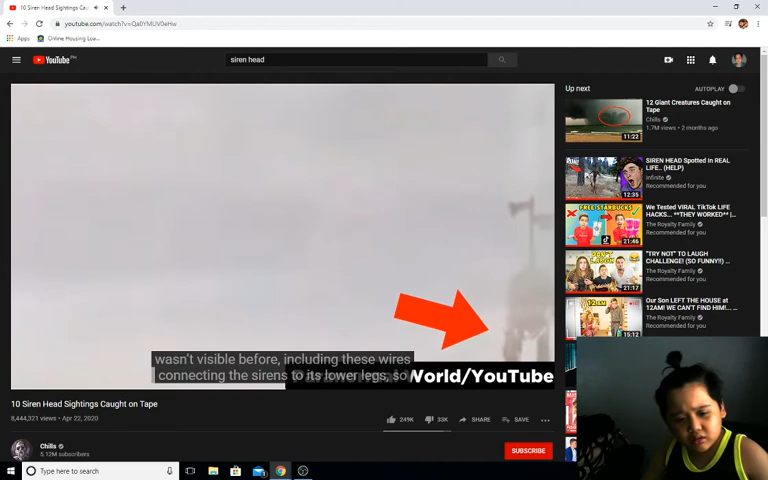 10 Siren Head Sightings Cau
youtube.com/watch?v=Qa0YMUV0eHw
Apps
Online Housing Loa...
YouTube PH
siren head
wasn't visible before, including these wires
connecting the sirens to its lower legs, so
World/YouTube
10 Siren Head Sightings Caught on Tape
8,444,321 views • Apr 22, 2020
249K
33K
SHARE
SAVE
Chills
5.12M subscribers
SUBSCRIBE
Up next
AUTOPLAY
12 Giant Creatures Caught on
Tape
Chills
1.7M views • 2 months ago
11:22
SIREN HEAD Spotted in REAL
LIFE.. (HELP)
Infinite
Recommended for you
12:35
We Tested VIRAL TikTok LIFE
HACKS... **THEY WORKED** |...
The Royalty Family
Recommended for you
FREE STARBUCKS
21:46
"TRY NOT" TO LAUGH
CHALLENGE! (SO FUNNY!!) ...
The Royalty Family
Recommended for you
21:17
Our Son LEFT THE HOUSE at
12AM! WE CAN'T FIND HIM!...
The Royalty Family
Recommended for you
12AM
15:12
Type here to search